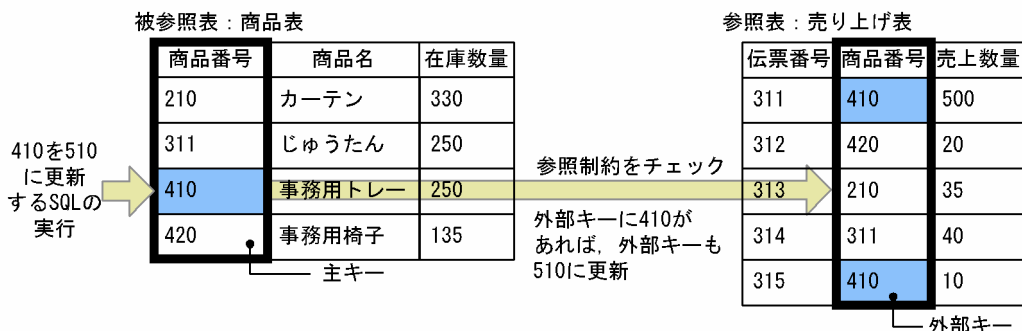 被参照表：商品表
商品番号 商品名 在庫数量
210 カーテン 330
311 じゅうたん 250
410 事務用トレー 250
420 事務用椅子 135
主キー
410を510
に更新
するSQLの
実行
参照制約をチェック
外部キーに410が
あれば，外部キーも
510に更新
参照表：売り上げ表
伝票番号 商品番号 売上数量
311 410 500
312 420 20
313 210 35
314 311 40
315 410 10
外部キー